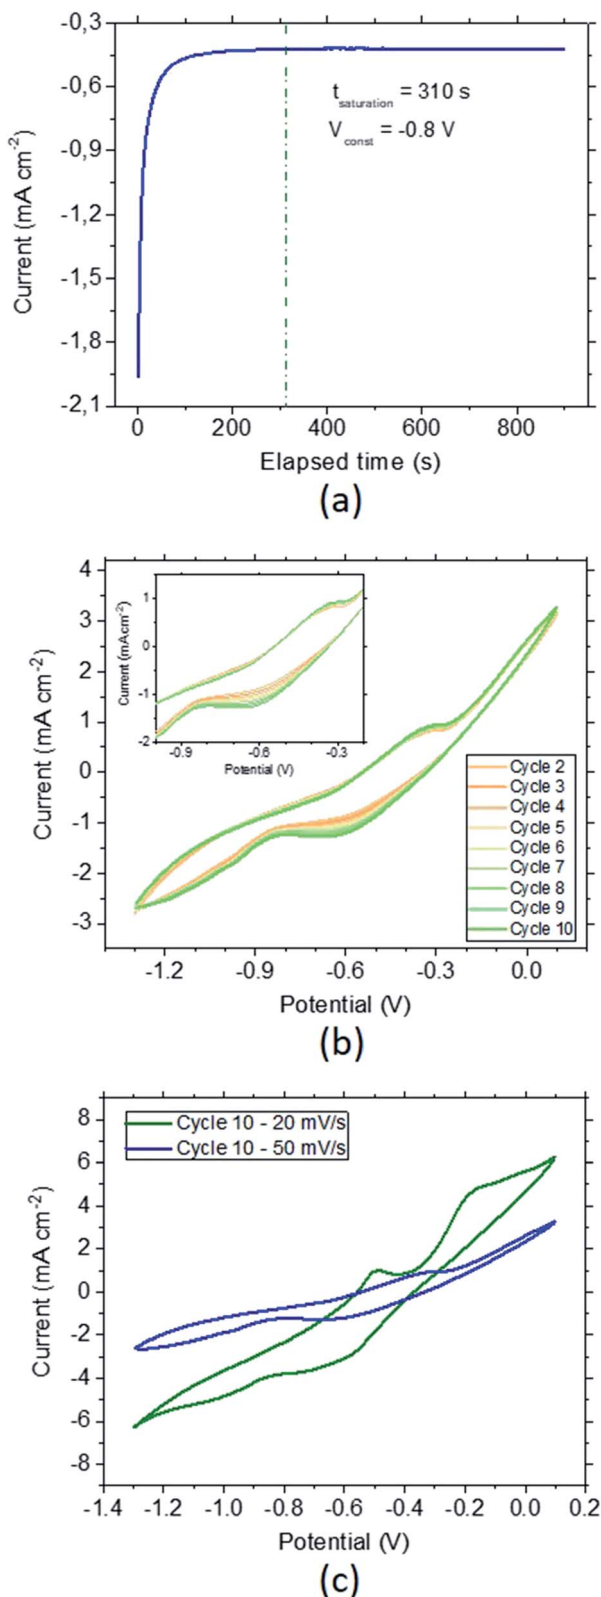 -0,3
-0,6
-0,9
-1,2
-1,5
-1,8
-2,1
Current (mA cm-2)
tsaturation = 310 s
Vconst = -0.8 V
0 200 400 600 800
Elapsed time (s)
(a)
4
3
2
1
0
-1
-2
-3
Current (mA cm-2)
1
0
-1
-2
Current (mAcm-2)
-0.9 -0.6 -0.3
Potential (V)
Cycle 2
Cycle 3
Cycle 4
Cycle 5
Cycle 6
Cycle 7
Cycle 8
Cycle 9
Cycle 10
-1.2 -0.9 -0.6 -0.3 0.0
Potential (V)
(b)
Cycle 10 - 20 mV/s
Cycle 10 - 50 mV/s
8
6
4
2
0
-2
-4
-6
-8
Current (mA cm-2)
-1.4 -1.2 -1.0 -0.8 -0.6 -0.4 -0.2 0.0 0.2
Potential (V)
(c)